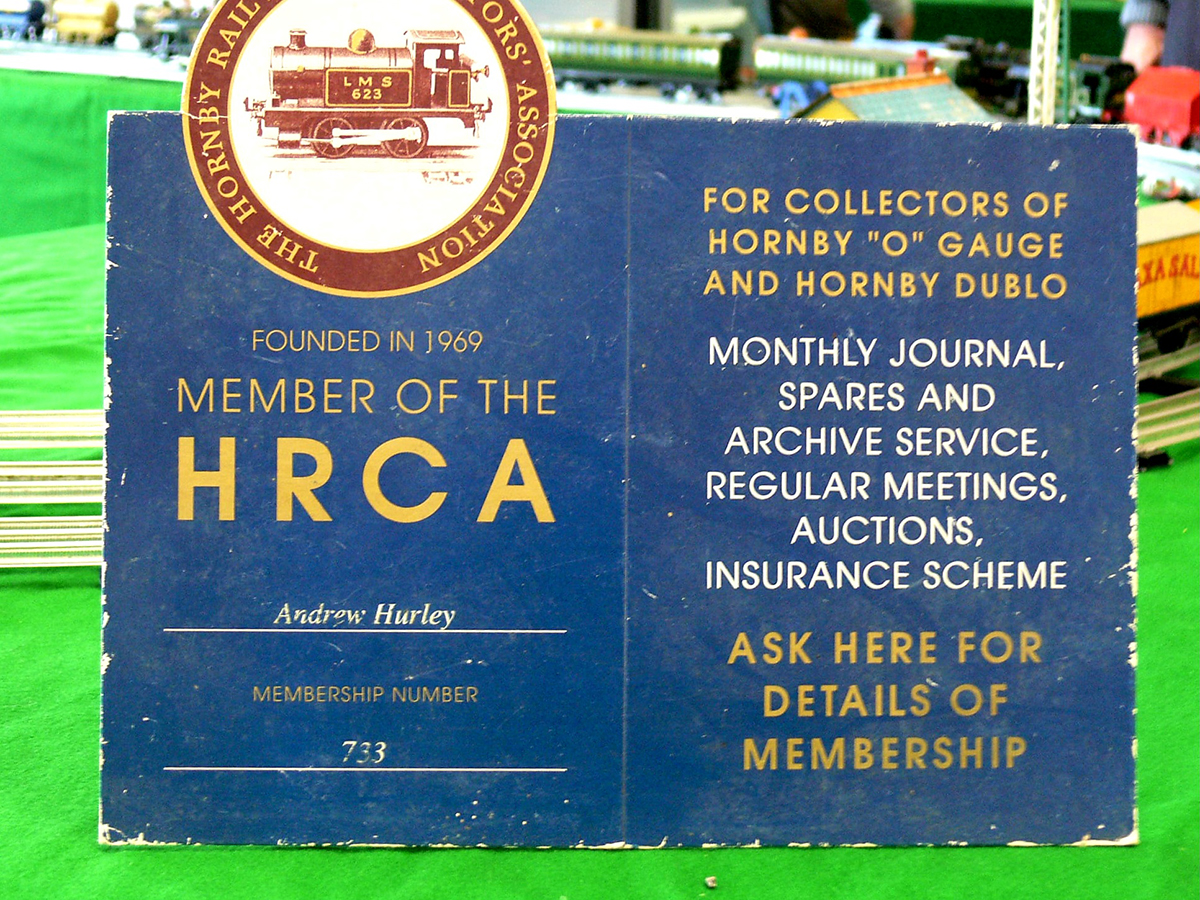 THE HORNBY RAIL ORS' ASSOCIATION
L M S
623
FOUNDED IN 1969
MEMBER OF THE
HRCA
Andrew Hurley
MEMBERSHIP NUMBER
733
FOR COLLECTORS OF
HORNBY "O" GAUGE
AND HORNBY DUBLO
MONTHLY JOURNAL,
SPARES AND
ARCHIVE SERVICE,
REGULAR MEETINGS,
AUCTIONS,
INSURANCE SCHEME
ASK HERE FOR
DETAILS OF
MEMBERSHIP